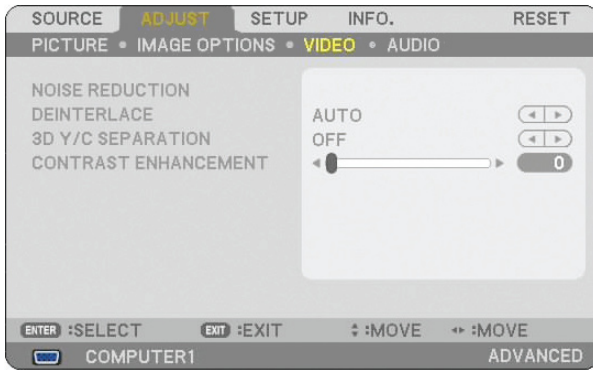 SOURCE ADJUST SETUP INFO. RESET
PICTURE • IMAGE OPTIONS • VIDEO • AUDIO
NOISE REDUCTION
DEINTERLACE AUTO
3D Y/C SEPARATION OFF
CONTRAST ENHANCEMENT 0
ENTER :SELECT EXIT :EXIT :MOVE :MOVE
COMPUTER1 ADVANCED